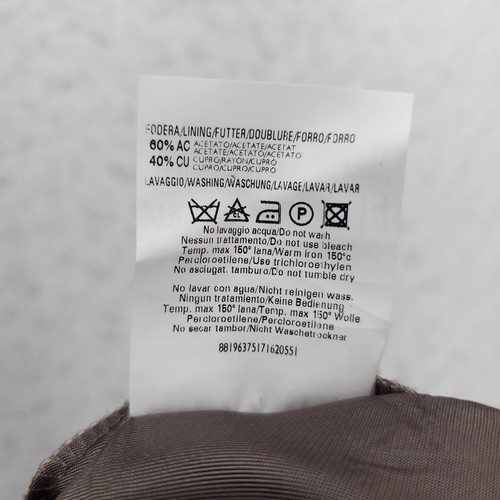 FODERA/LINING/FUTTER/DOUBLURE/FORRO/FORRO
60% AC ACETATO/ACETATE/ACETAT
ACETATE/ACETATO/ACETATO
40% CU CUPRO/RAYON/CUPRO
CUPRO/CUPRO/CUPRO
LAVAGGIO/WASHING/WASCHUNG/LAVAGE/LAVAR/LAVAR
CL P
No lavaggio acqua/Do not wash
Nessun trattamento/Do not use bleach
Temp. max 150° lana/Warm iron 150°c
Percloroetilene/Use trichloroethylen
No asciugat. tamburo/Do not tumble dry
No lavar con agua/Nicht reinigen wass.
Ningun tratamiento/Keine Bedienung
Temp. max 150° lana/Temp. max 150° Wolle
Percloroetilene/Percloroetilene
No secar tambor/Nicht Waschetrockner
88196375171620551